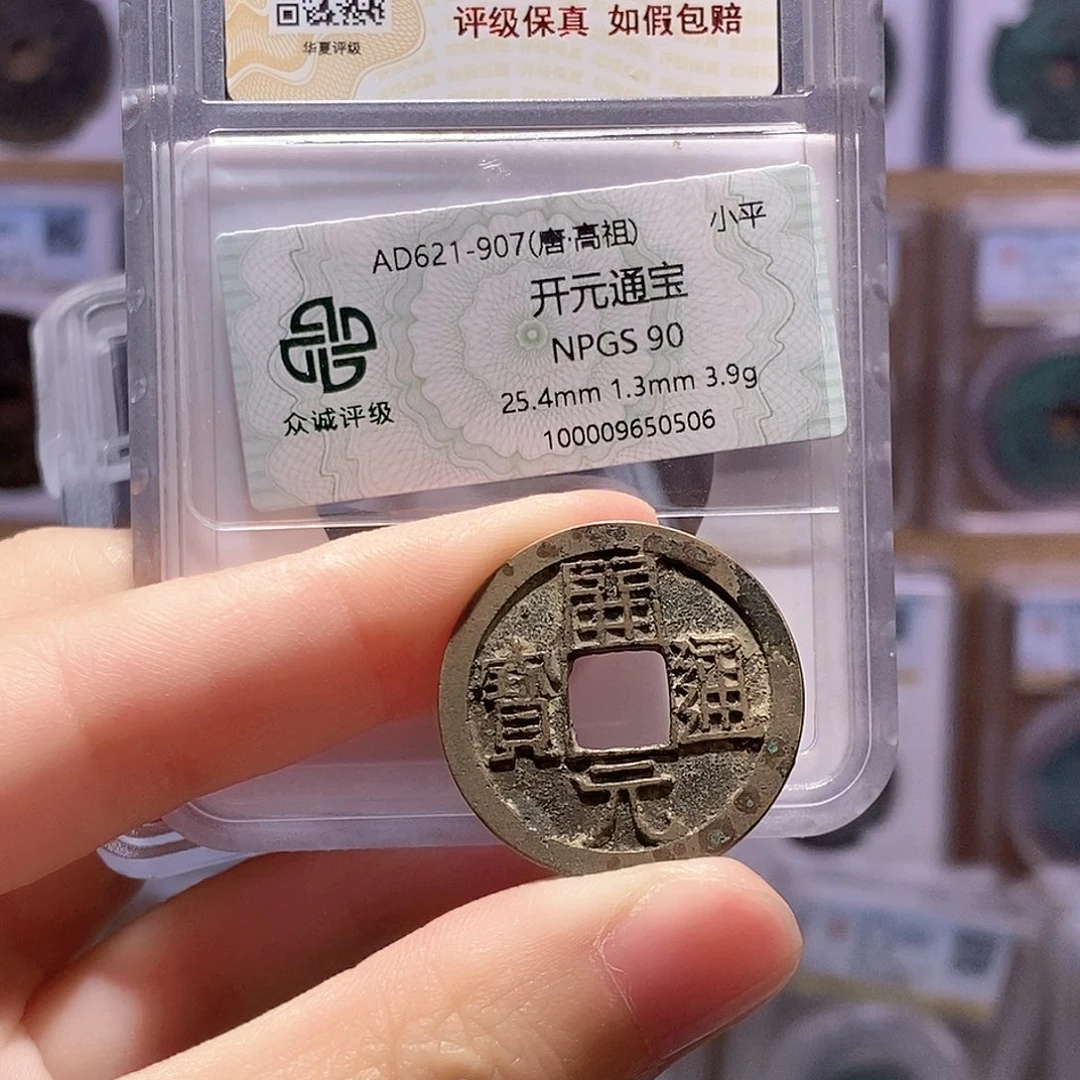 华夏评级
评级保真 如假包赔
AD621-907(唐·高祖)
小平
开元通宝
NPGS 90
25.4mm 1.3mm 3.9g
100009650506
众诚评级
開
元
通
寶